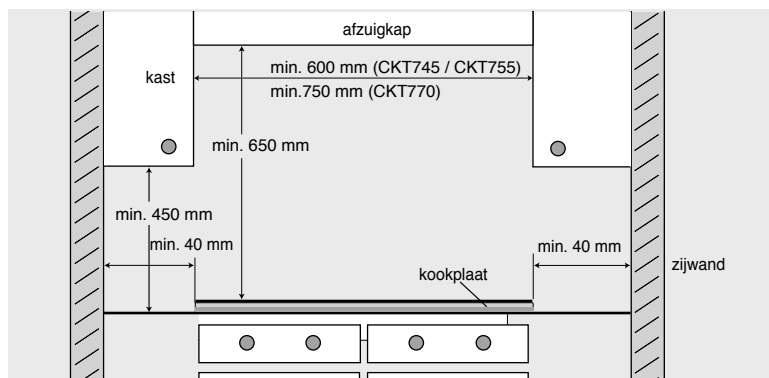 afzuigkap
min. 600 mm (CKT745 / CKT755)
kast
min.750 mm (CKT770)
min. 650 mm
min. 450 mm
min. 40 mm
min. 40 mm
zijwand
kookplaat